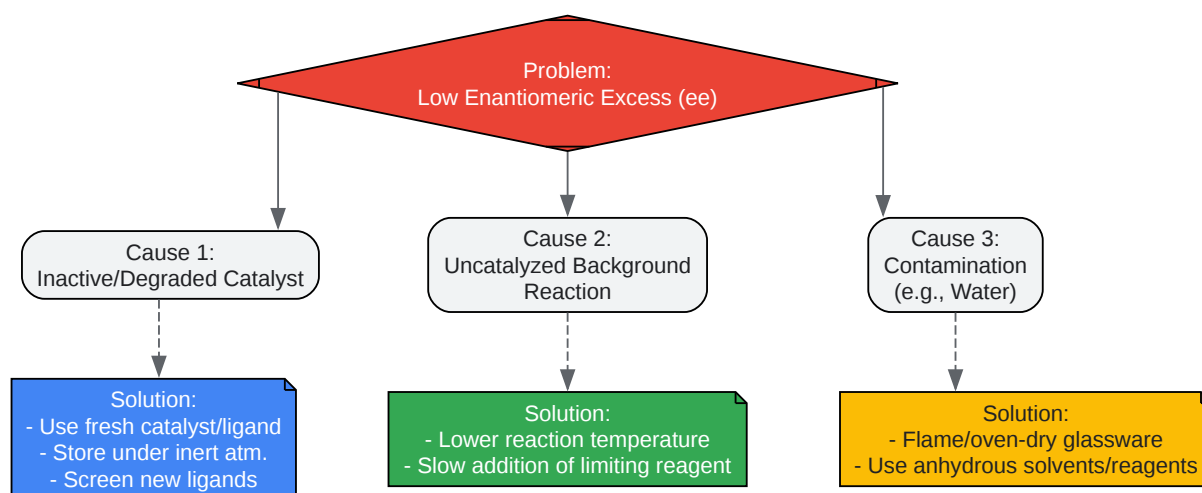 Problem:
Low Enantiomeric Excess (ee)
Cause 1:
Inactive/Degraded Catalyst
Cause 2:
Uncatalyzed Background
Reaction
Cause 3:
Contamination
(e.g., Water)
Solution:
- Use fresh catalyst/ligand
- Store under inert atm.
- Screen new ligands
Solution:
- Lower reaction temperature
- Slow addition of limiting reagent
Solution:
- Flame/oven-dry glassware
- Use anhydrous solvents/reagents